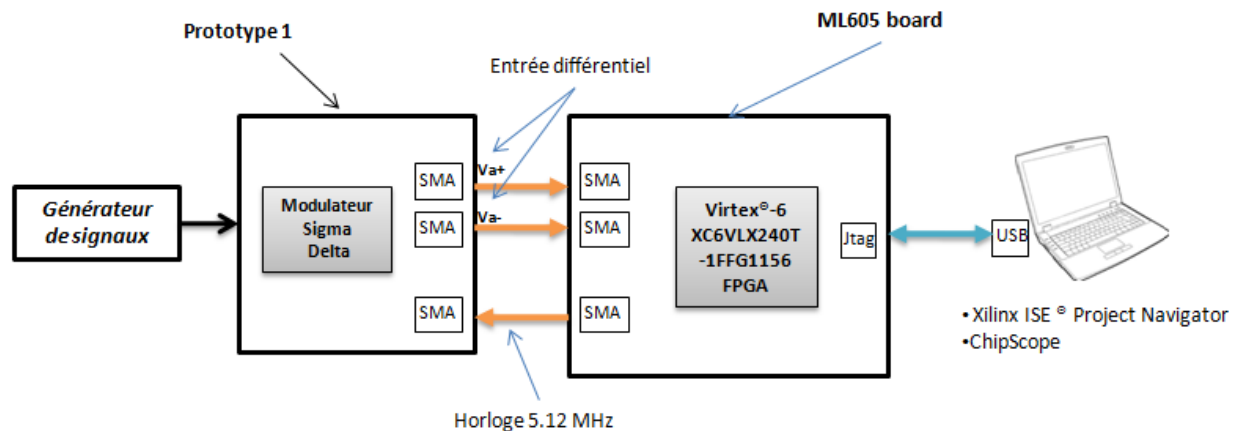 Prototype 1
ML605 board
Entrée différentiel
Va+
SMA
SMA
Générateur
de signaux
Modulateur
Sigma
Delta
SMA
Va-
SMA
Virtex®-6
XC6VLX240T
-1FFG1156
FPGA
Jtag
USB
SMA
SMA
• Xilinx ISE ® Project Navigator
•ChipScope
Horloge 5.12 MHz